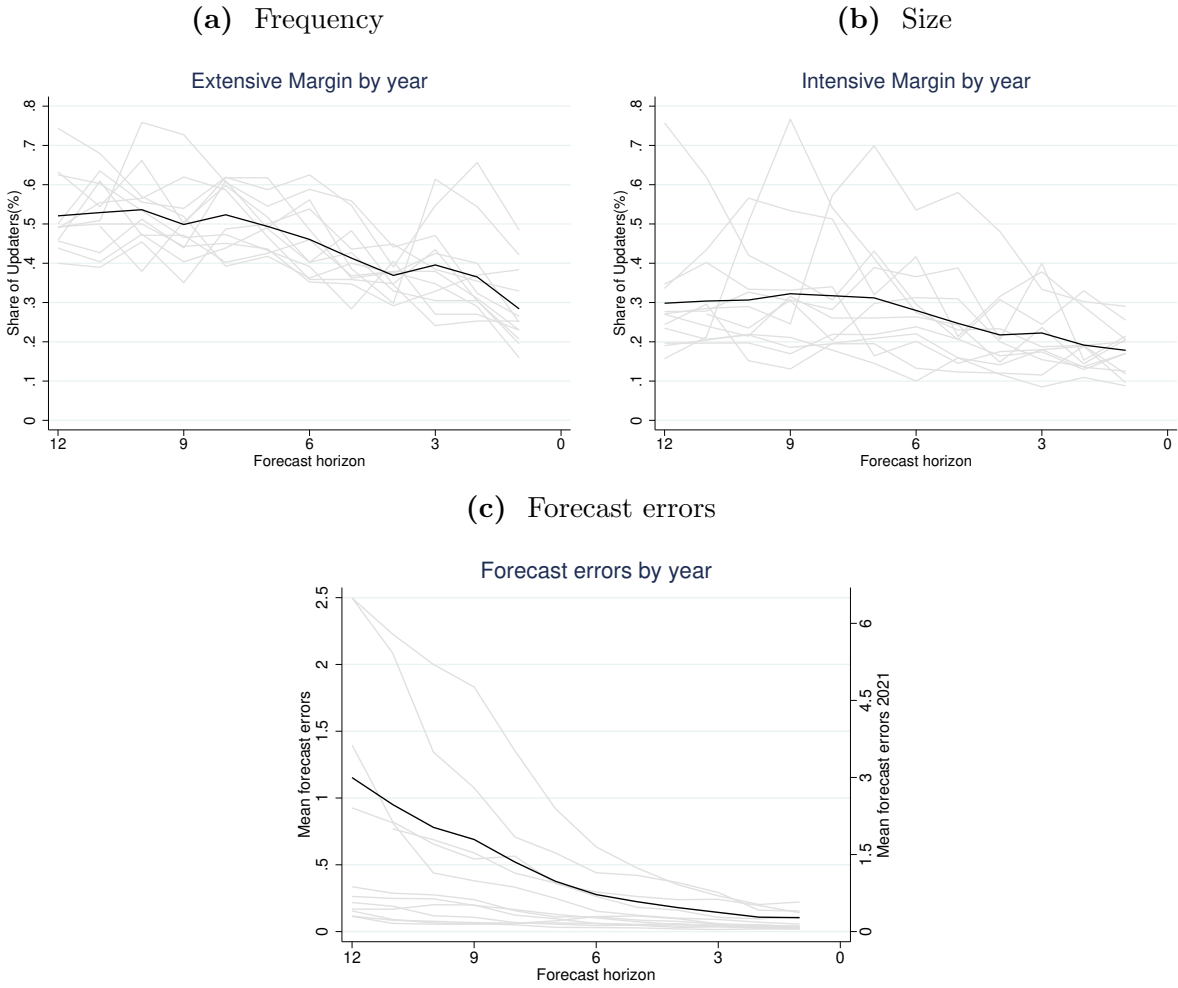 (a) Frequency
(b) Size
Extensive Margin by year
Share of Updaters(%)
0 .1 .2 .3 .4 .5 .6 .7 .8
12 9 6 3 0
Forecast horizon
Intensive Margin by year
Share of Updaters(%)
0 .1 .2 .3 .4 .5 .6 .7 .8
12 9 6 3 0
Forecast horizon
(c) Forecast errors
Forecast errors by year
Mean forecast errors
0 .5 1 1.5 2 2.5
Mean forecast errors 2021
0 1.5 3 4.5 6
12 9 6 3 0
Forecast horizon